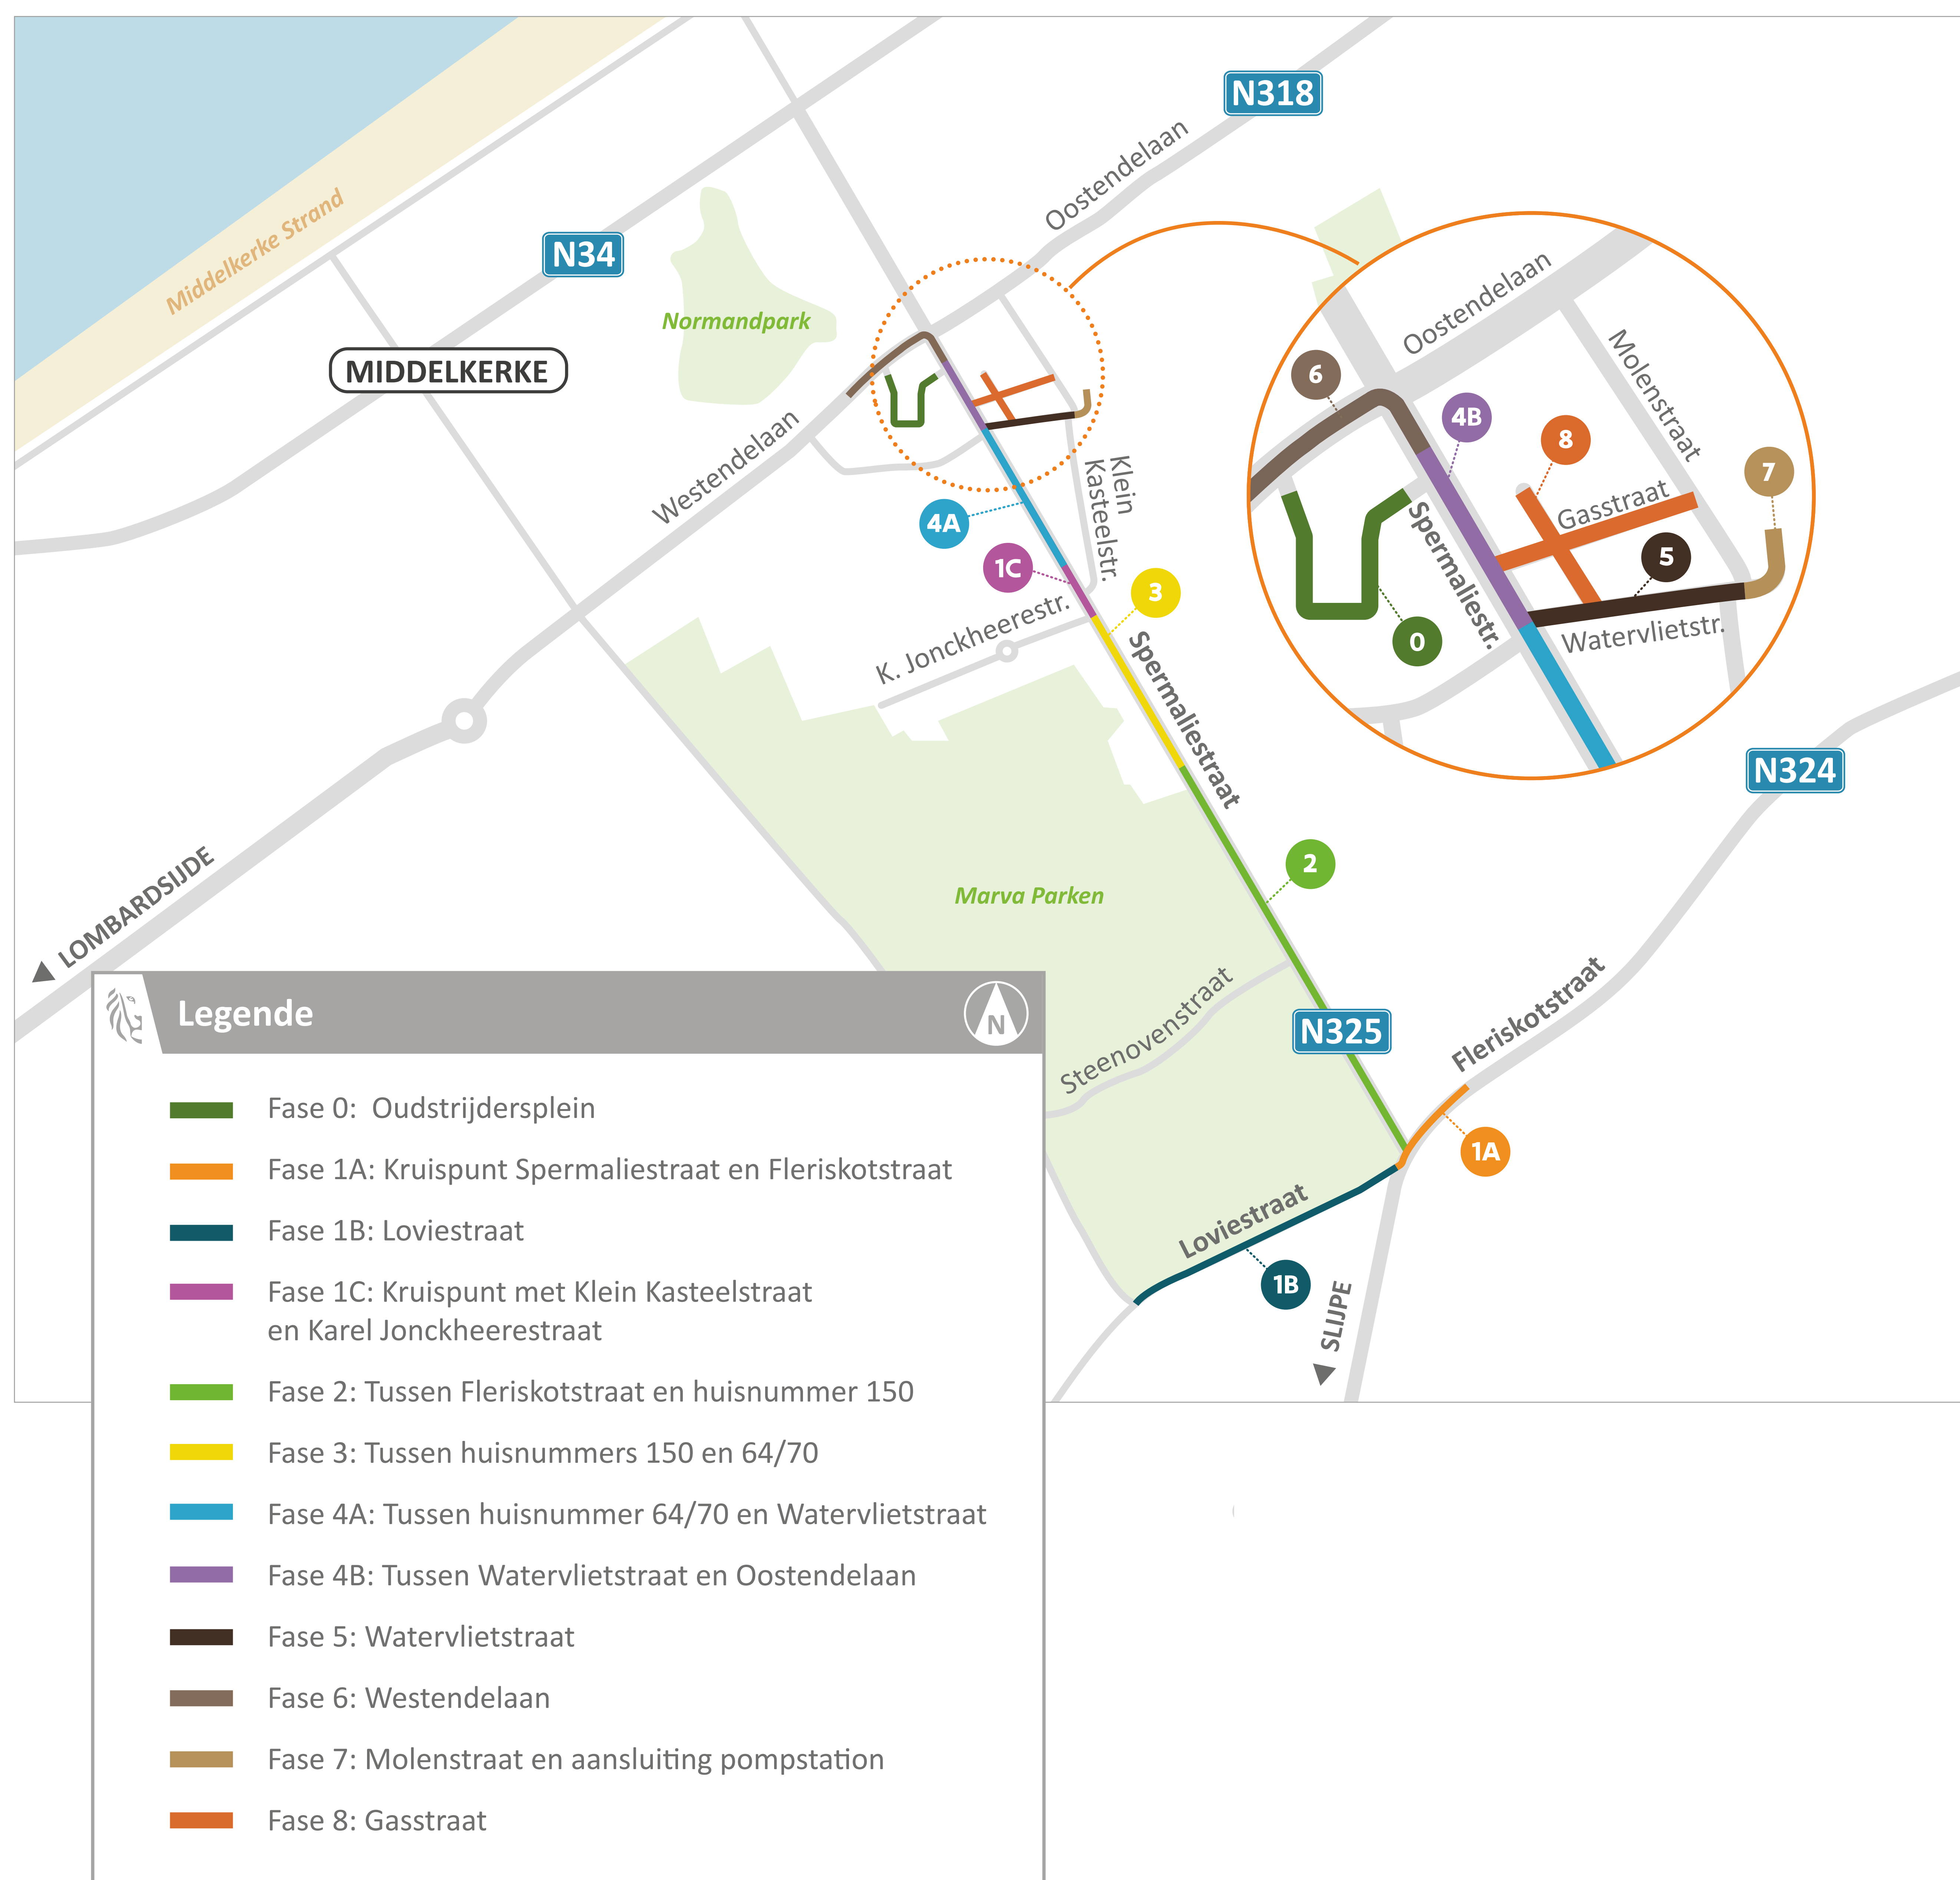 N318
Oostendelaan
Middelkerke Strand
N34
Normandpark
MIDDELKERKE
Westendelaan
Oostendelaan
Molenstraat
6
4B
8
7
Gasstraat
5
Spermaliestr.
0
Watervlietstr.
Klein
Kasteelstr.
4A
1C
3
K. Jonckheerestr.
Spermaliestraat
N324
LOMBARDSIJDE
2
Marva Parken
Steenovenstraat
N325
Fleriskotstraat
1A
Loviestraat
1B
SLIJPE
Legende
N
Fase 0: Oudstrijdersplein
Fase 1A: Kruispunt Spermaliestraat en Fleriskotstraat
Fase 1B: Loviestraat
Fase 1C: Kruispunt met Klein Kasteelstraat
en Karel Jonckheerestraat
Fase 2: Tussen Fleriskotstraat en huisnummer 150
Fase 3: Tussen huisnummers 150 en 64/70
Fase 4A: Tussen huisnummer 64/70 en Watervlietstraat
Fase 4B: Tussen Watervlietstraat en Oostendelaan
Fase 5: Watervlietstraat
Fase 6: Westendelaan
Fase 7: Molenstraat en aansluiting pompstation
Fase 8: Gasstraat